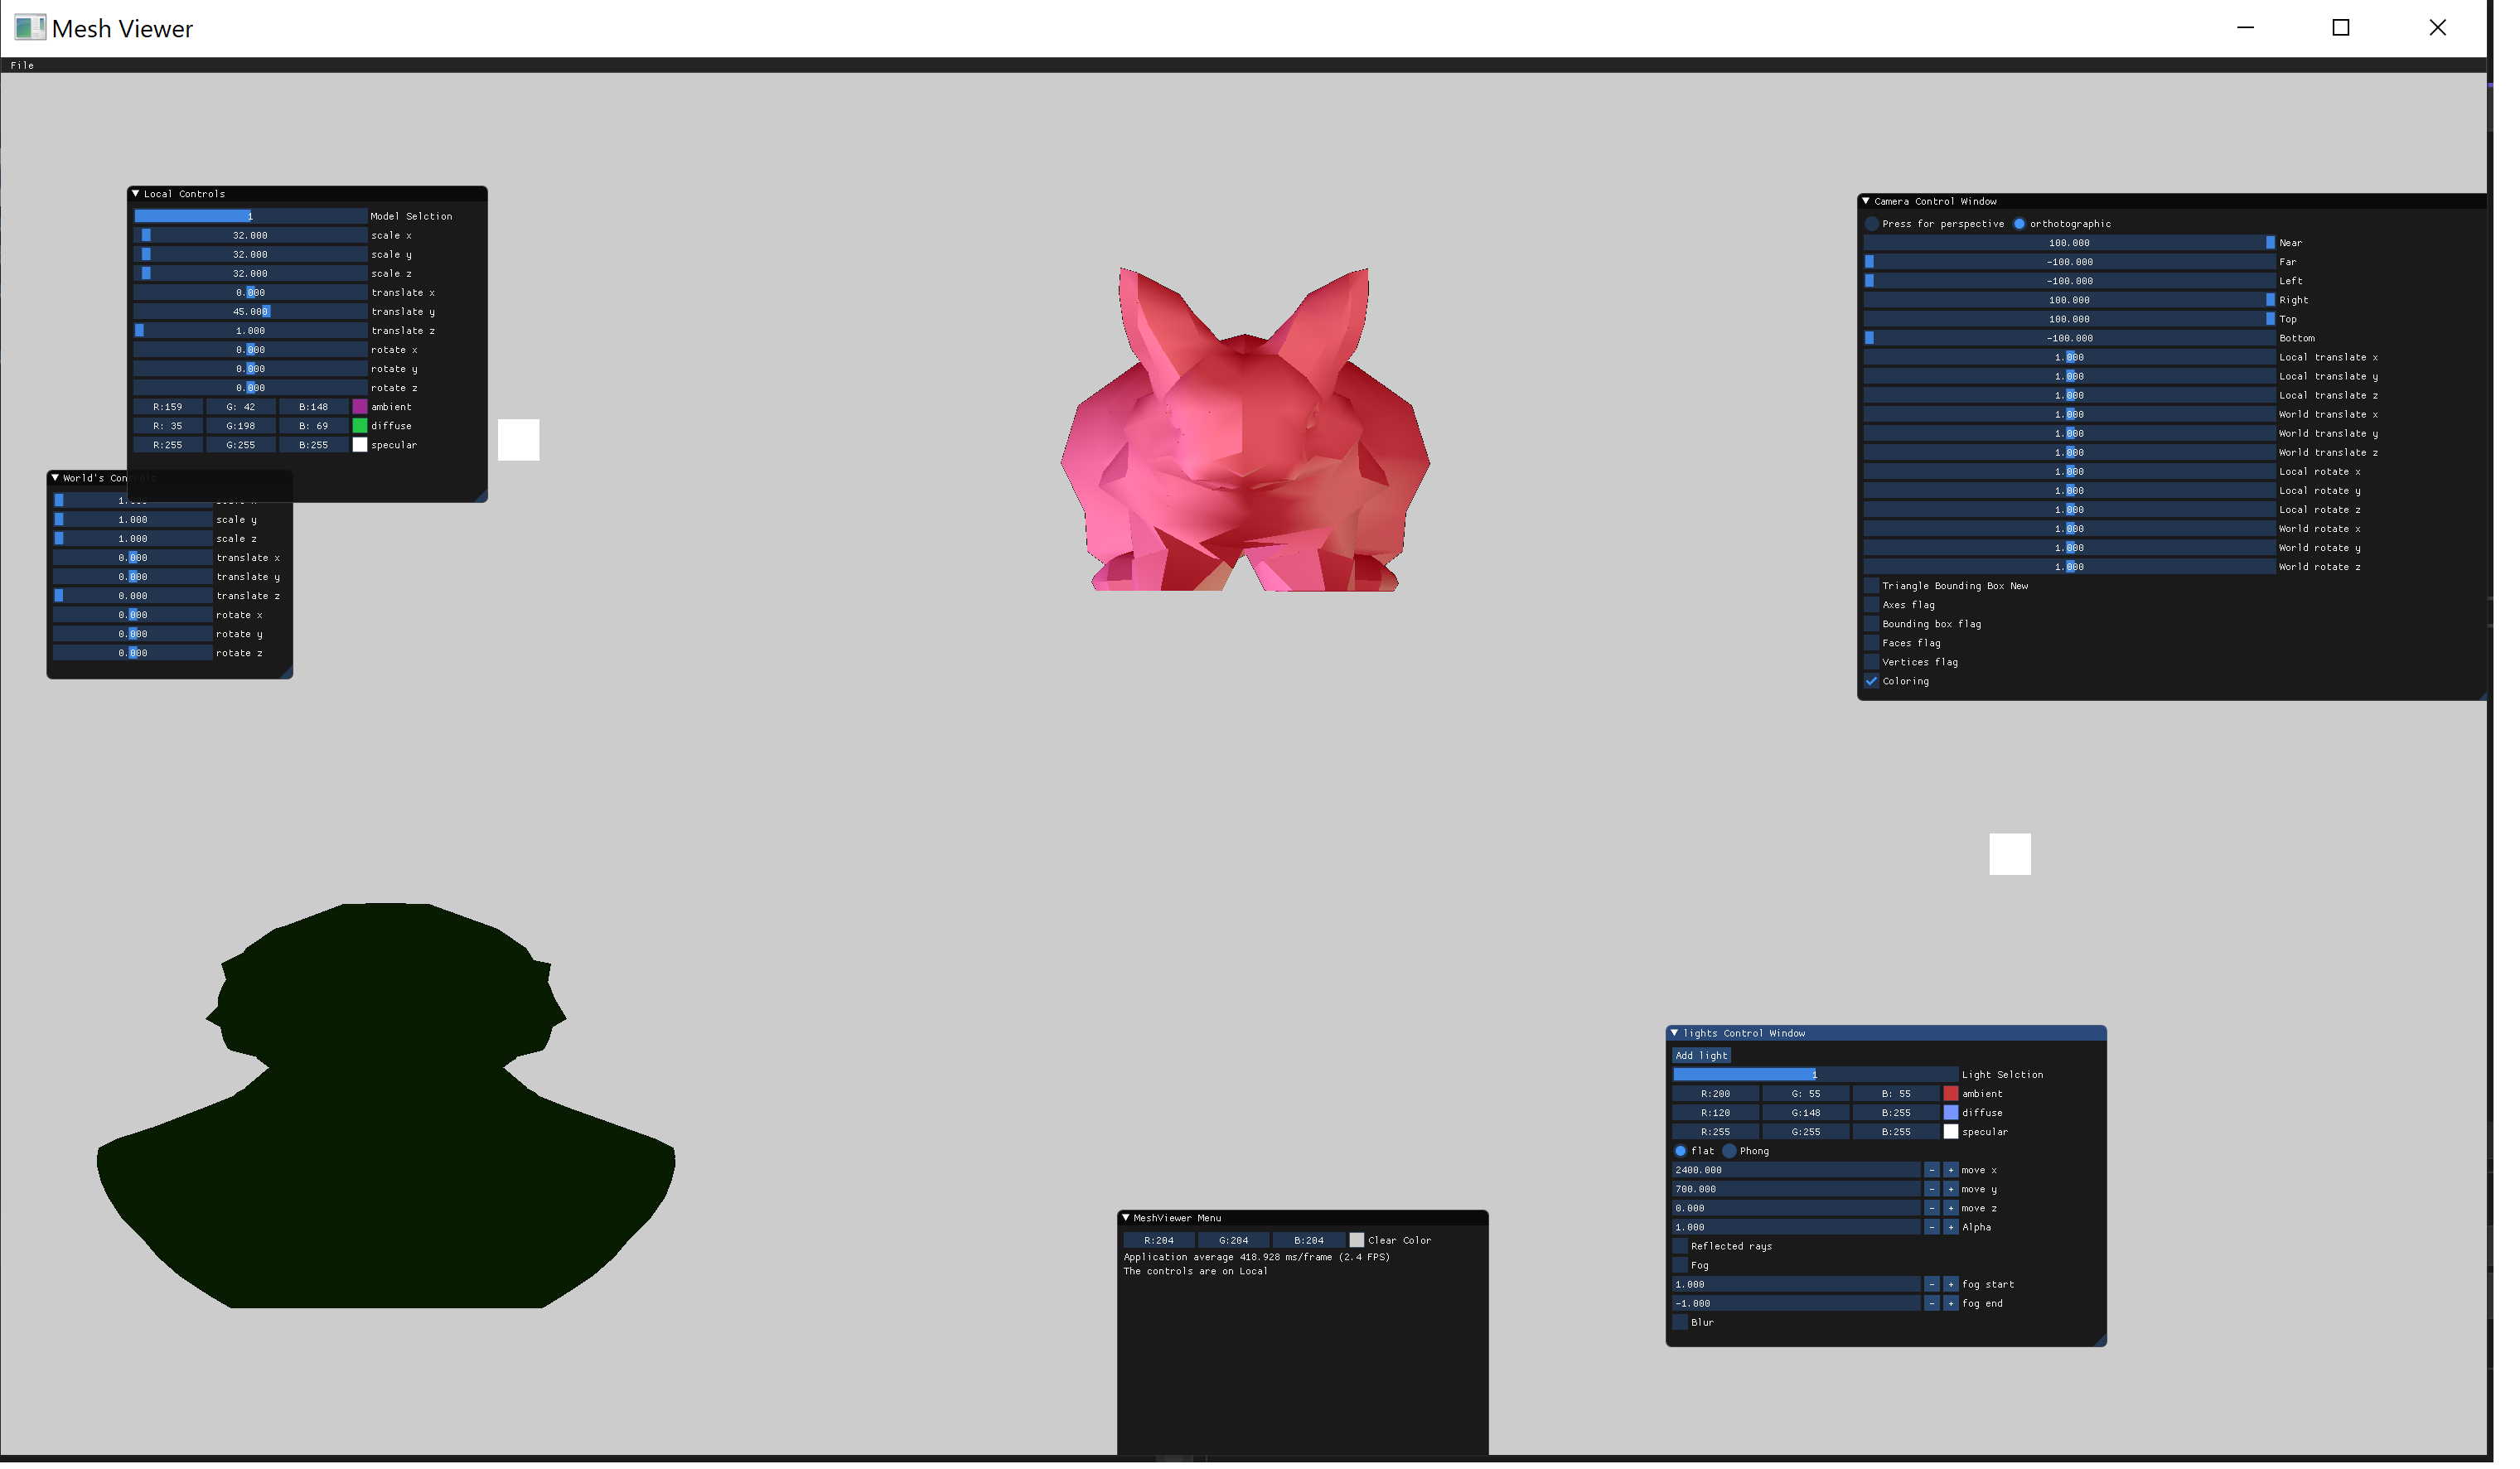 Mesh Viewer
File
Local Controls
1 Model Selction
32.000 scale x
32.000 scale y
32.000 scale z
0.000 translate x
45.000 translate y
1.000 translate z
0.000 rotate x
0.000 rotate y
0.000 rotate z
R:159 G: 42 B:148 ambient
R: 35 G:198 B: 69 diffuse
R:255 G:255 B:255 specular
World's
1.000 scale y
1.000 scale z
0.000 translate x
0.000 translate y
0.000 translate z
0.000 rotate x
0.000 rotate y
0.000 rotate z
Camera Control Window
Press for perspective orthotographic
100.000 Near
-100.000 Far
-100.000 Left
100.000 Right
100.000 Top
-100.000 Bottom
1.000 Local translate x
1.000 Local translate y
1.000 Local translate z
1.000 World translate x
1.000 World translate y
1.000 World translate z
1.000 Local rotate x
1.000 Local rotate y
1.000 Local rotate z
1.000 World rotate x
1.000 World rotate y
1.000 World rotate z
Triangle Bounding Box New
Axes flag
Bounding box flag
Faces flag
Vertices flag
Coloring
lights Control Window
Add light
1 Light Selction
R:200 G: 55 B: 55 ambient
R:120 G:148 B:255 diffuse
R:255 G:255 B:255 specular
flat Phong
2400.000 - + move x
700.000 - + move y
0.000 - + move z
1.000 - + Alpha
Reflected rays
Fog
1.000 - + fog start
-1.000 - + fog end
Blur
MeshViewer Menu
R:204 G:204 B:204 Clear Color
Application average 418.928 ms/frame (2.4 FPS)
The controls are on Local